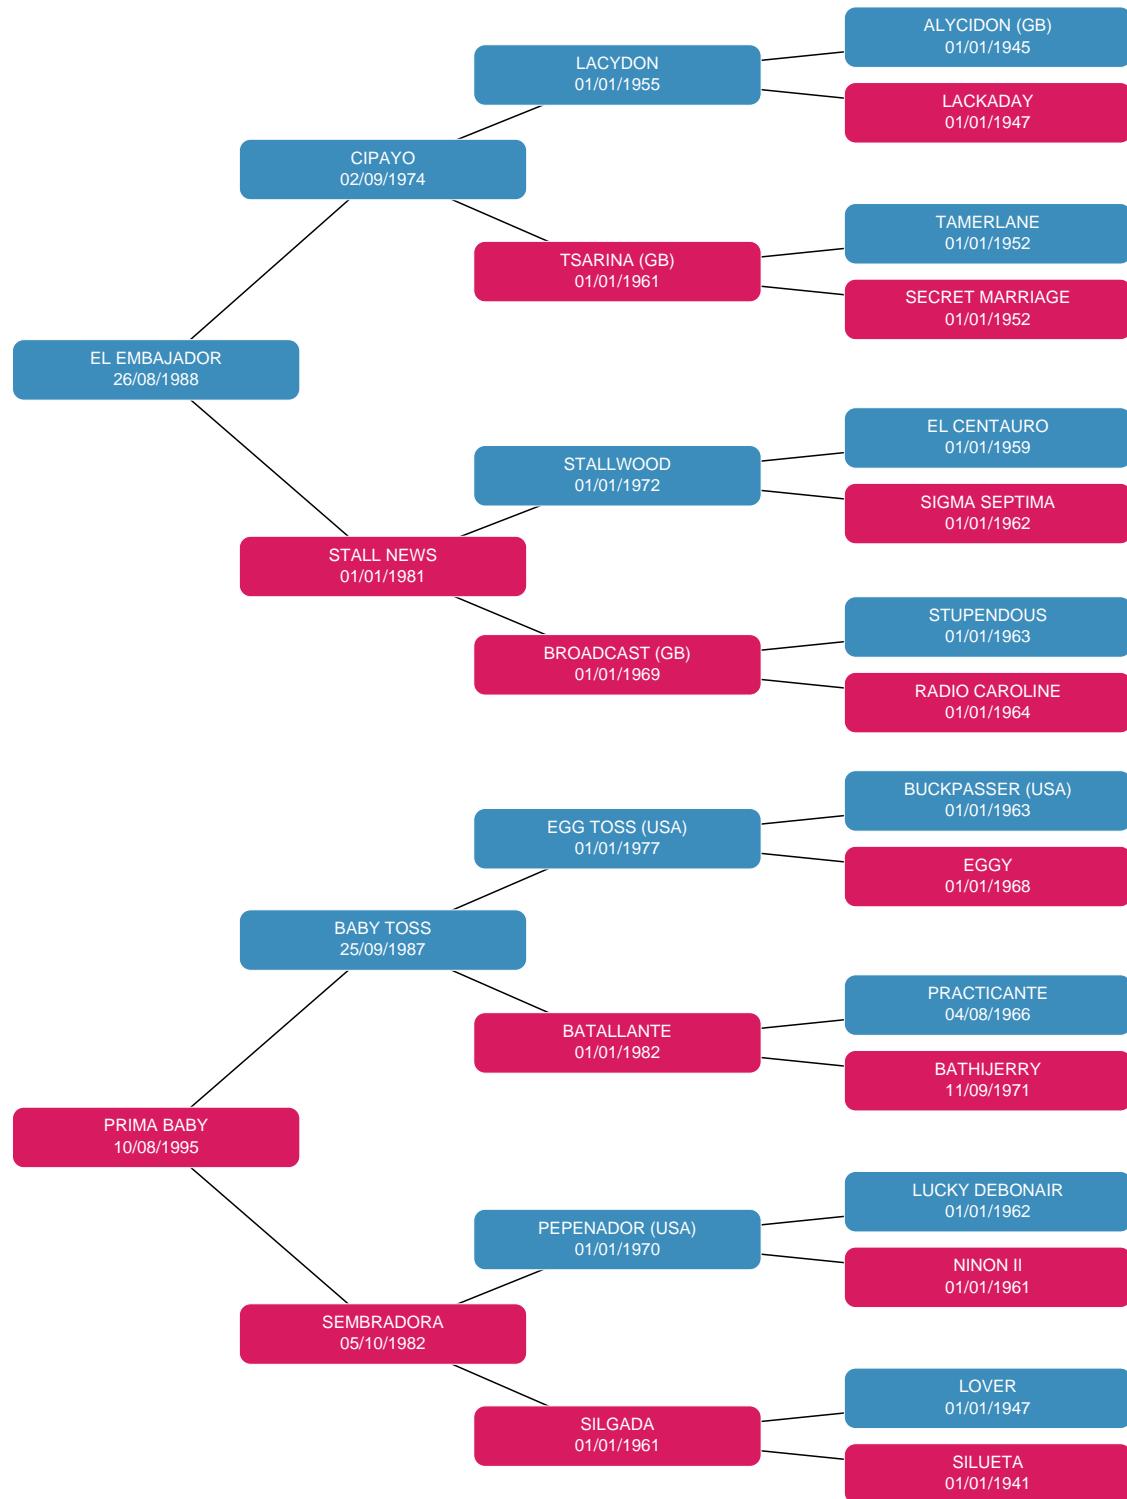 ALYCIDON (GB)
01/01/1945
LACYDON
01/01/1955
LACKADAY
01/01/1947
CIPAYO
02/09/1974
TAMERLANE
01/01/1952
TSARINA (GB)
01/01/1961
SECRET MARRIAGE
01/01/1952
EL EMBAJADOR
26/08/1988
EL CENTAURO
01/01/1959
STALLWOOD
01/01/1972
SIGMA SEPTIMA
01/01/1962
STALL NEWS
01/01/1981
STUPENDOUS
01/01/1963
BROADCAST (GB)
01/01/1969
RADIO CAROLINE
01/01/1964
BUCKPASSER (USA)
01/01/1963
EGG TOSS (USA)
01/01/1977
EGGY
01/01/1968
BABY TOSS
25/09/1987
PRACTICANTE
04/08/1966
BATALLANTE
01/01/1982
BATHIJERRY
11/09/1971
PRIMA BABY
10/08/1995
LUCKY DEBONAIR
01/01/1962
PEPENADOR (USA)
01/01/1970
NINON II
01/01/1961
SEMBRADORA
05/10/1982
LOVER
01/01/1947
SILGADA
01/01/1961
SILUETA
01/01/1941